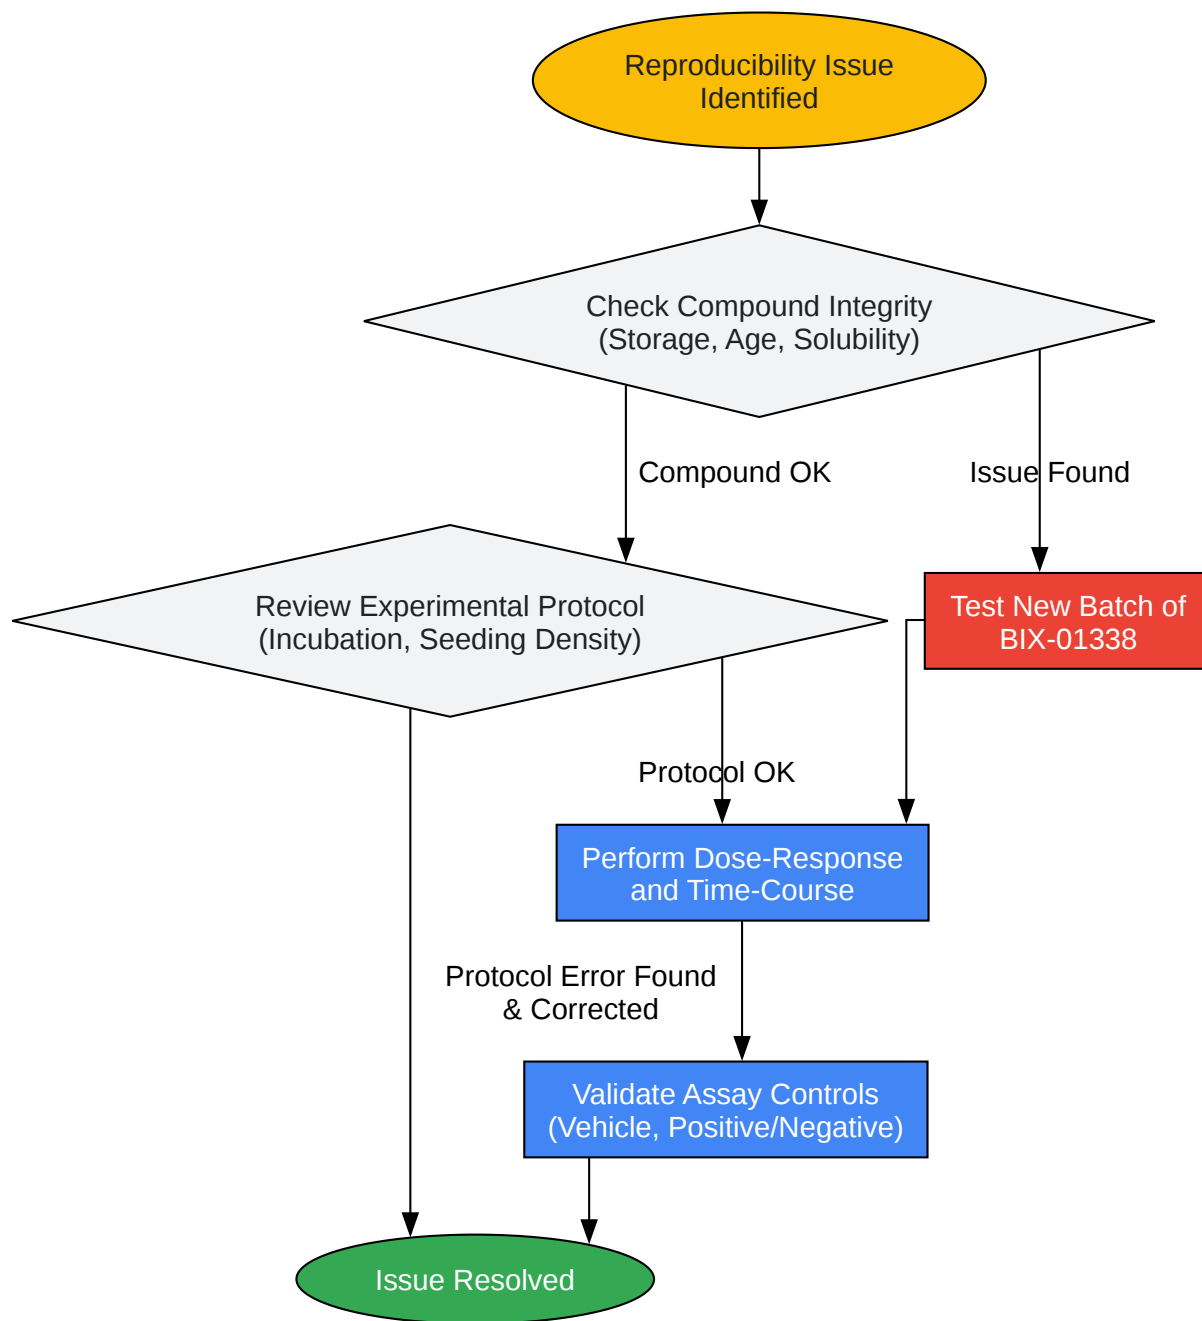 Reproducibility Issue
Identified
Check Compound Integrity
(Storage, Age, Solubility)
Compound OK
Issue Found
Review Experimental Protocol
(Incubation, Seeding Density)
Test New Batch of
BIX-01338
Protocol OK
Perform Dose-Response
and Time-Course
Protocol Error Found
& Corrected
Validate Assay Controls
(Vehicle, Positive/Negative)
Issue Resolved